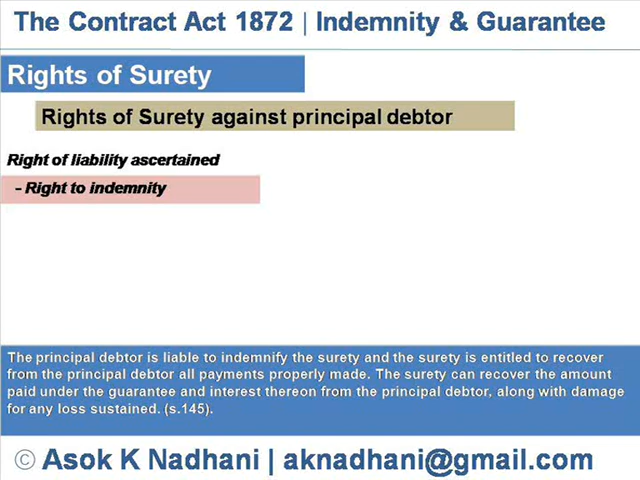 The Contract Act 1872 | Indemnity & Guarantee
Rights of Surety
Rights of Surety against principal debtor
Right of liability ascertained
- Right to indemnity
The principal debtor is liable to indemnify the surety and the surety is entitled to recover
from the principal debtor all payments properly made. The surety can recover the amount
paid under the guarantee and interest thereon from the principal debtor, along with damage
for any loss sustained. (s.145).
© Asok K Nadhani | aknadhani@gmail.com